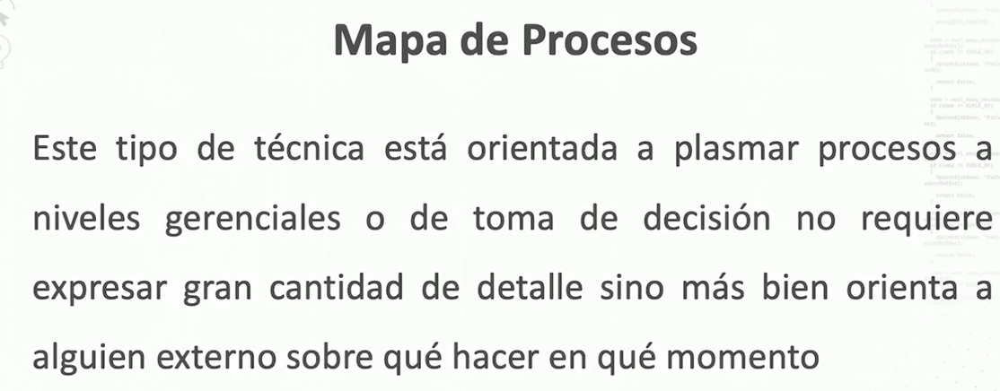 Mapa de Procesos
Este tipo de técnica está orientada a plasmar procesos a
niveles gerenciales o de toma de decisión no requiere
expresar gran cantidad de detalle sino más bien orienta a
alguien externo sobre qué hacer en qué momento